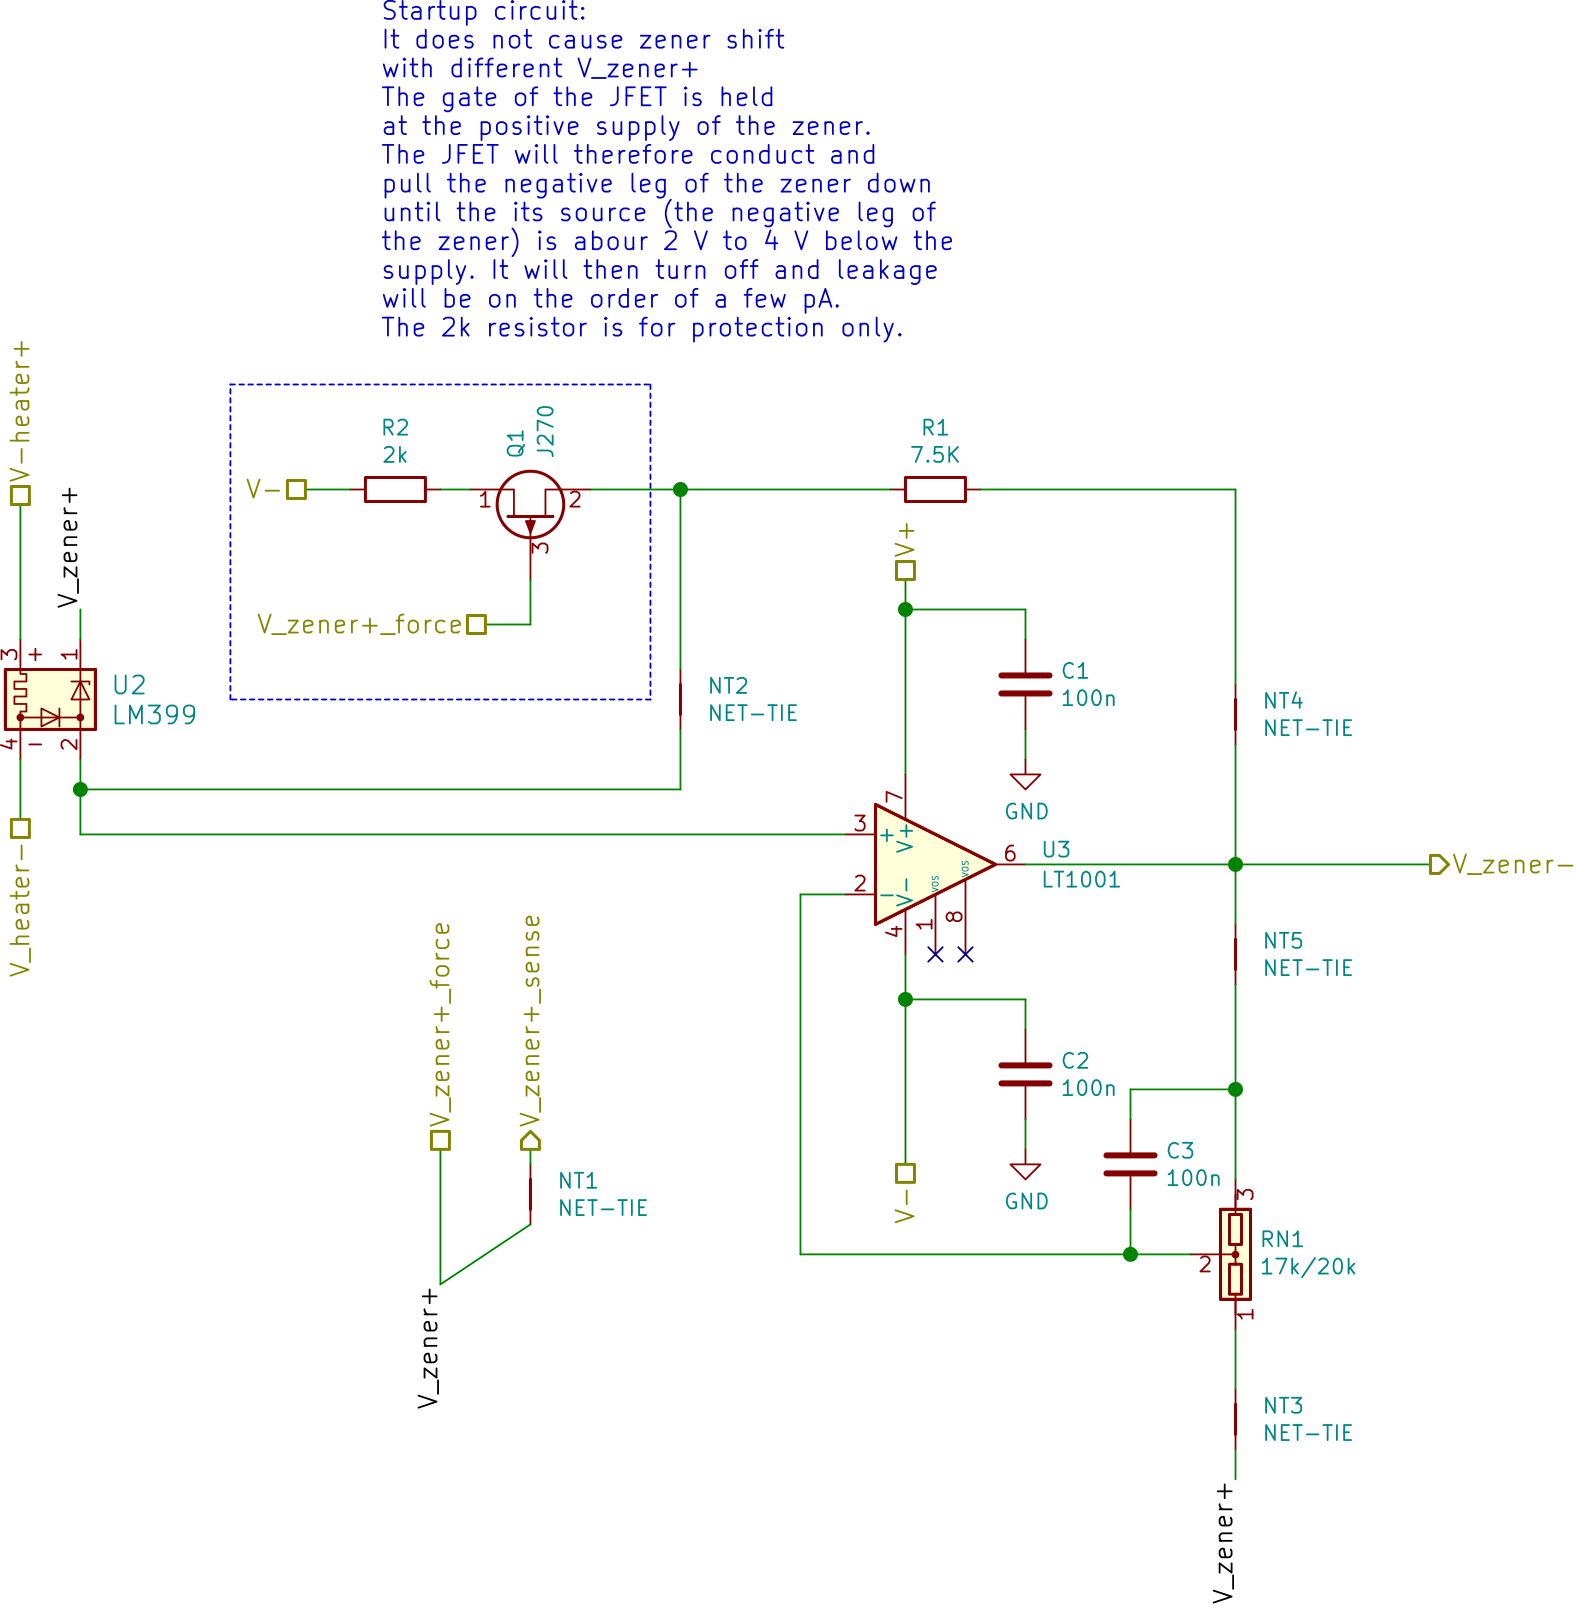 Startup circuit:
It does not cause zener shift
with different V_zener+
The gate of the JFET is held
at the positive supply of the zener.
The JFET will therefore conduct and
pull the negative leg of the zener down
until the its source (the negative leg of
the zener) is abour 2 V to 4 V below the
supply. It will then turn off and leakage
will be on the order of a few pA.
The 2k resistor is for protection only.
V-heater+
V_zener+
R2
2k
Q1
J270
R1
7.5K
V-
1
2
3
V_zener+_force
V+
3
+
1
U2
LM399
4
-
2
NT2
NET-TIE
C1
100n
NT4
NET-TIE
GND
V_heater-
7
3
+
V+
6
U3
LT1001
V_zener-
2
-
V-
VOS
VOS
4
1
8
NT5
NET-TIE
V_zener+_force
V_zener+_sense
C2
100n
C3
100n
NT1
NET-TIE
V-
GND
3
RN1
17k/20k
2
1
V_zener+
NT3
NET-TIE
V_zener+